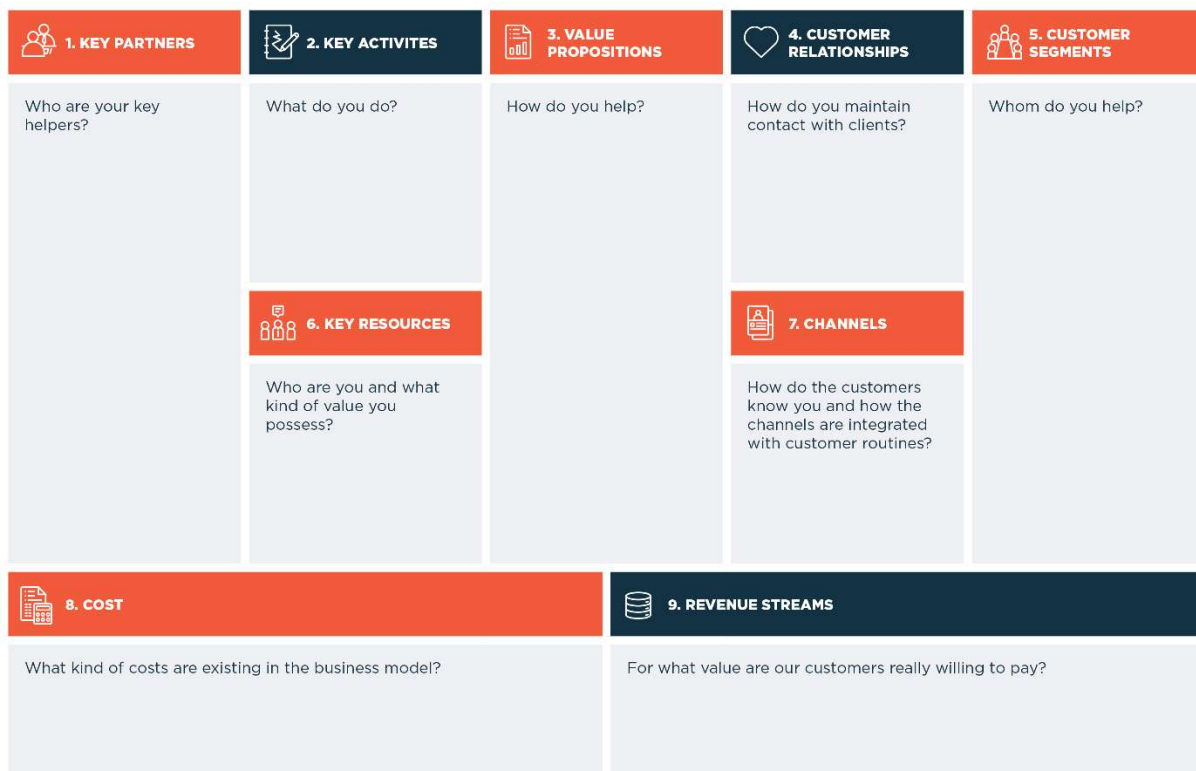 1. KEY PARTNERS
Who are your key
helpers?
2. KEY ACTIVITES
What do you do?
3. VALUE
PROPOSITIONS
How do you help?
4. CUSTOMER
RELATIONSHIPS
How do you maintain
contact with clients?
5. CUSTOMER
SEGMENTS
Whom do you help?
6. KEY RESOURCES
Who are you and what
kind of value you
possess?
7. CHANNELS
How do the customers
know you and how the
channels are integrated
with customer routines?
8. COST
What kind of costs are existing in the business model?
9. REVENUE STREAMS
For what value are our customers really willing to pay?